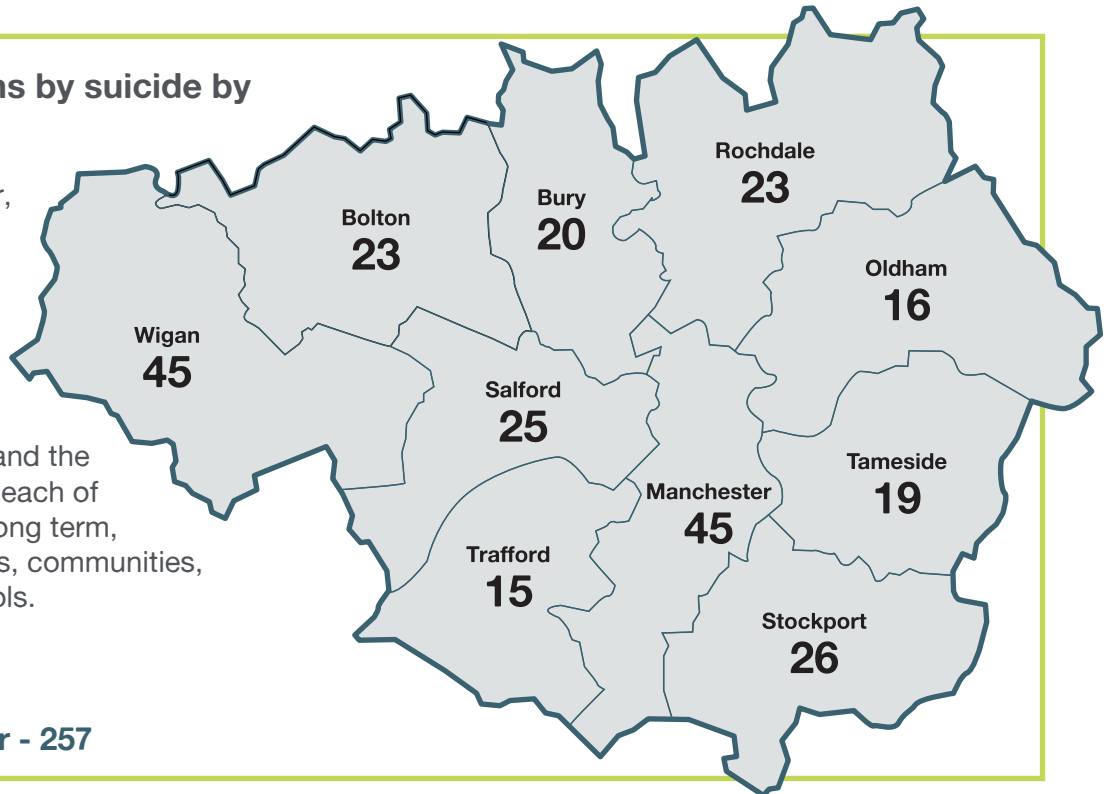 ns by suicide by
r,
Rochdale
23
Bury
20
Bolton
23
Oldham
16
Wigan
45
Salford
25
and the
each of
ong term,
s, communities,
ols.
Tameside
19
Manchester
45
Trafford
15
Stockport
26
r - 257